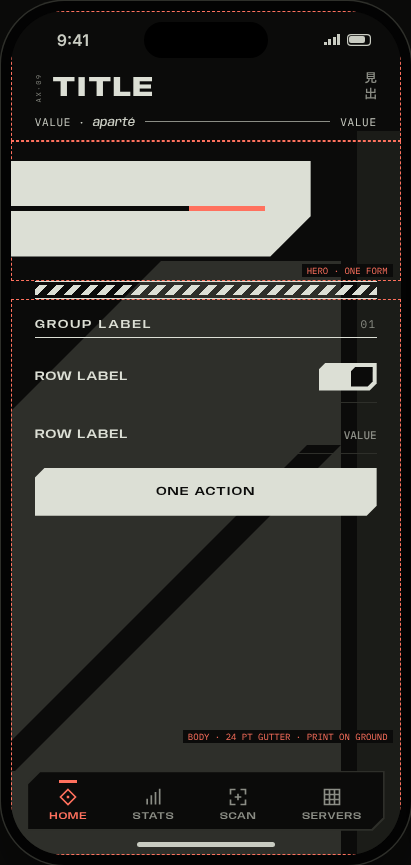 9:41
AX·09
TITLE
見出
VALUE · aparté
VALUE
HERO · ONE FORM
GROUP LABEL
01
ROW LABEL
ROW LABEL
VALUE
ONE ACTION
BODY · 24 PT GUTTER · PRINT ON GROUND
HOME
STATS
SCAN
SERVERS